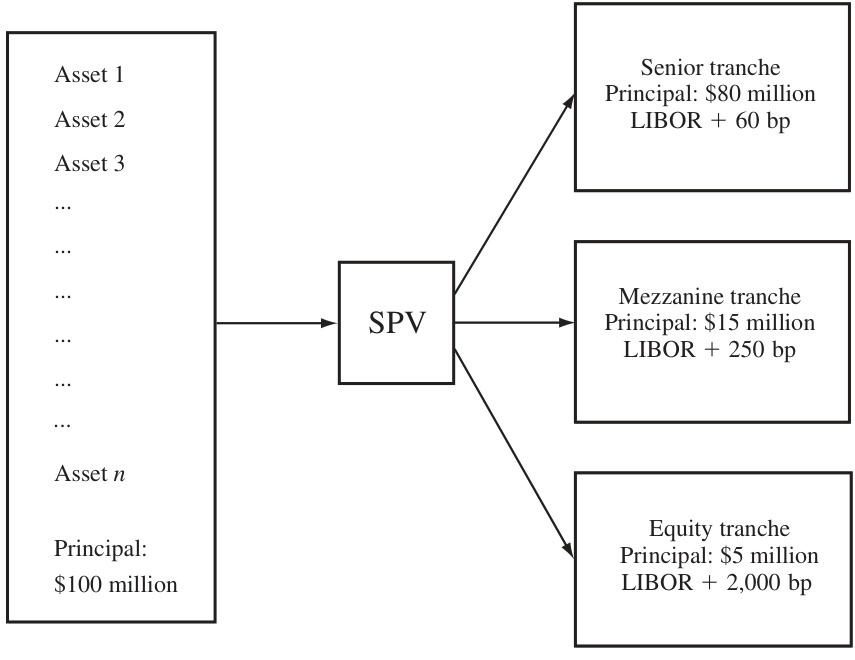 Asset 1
Asset 2
Asset 3
...
...
...
...
...
...
Asset n
Principal:
$100 million
SPV
Senior tranche
Principal: $80 million
LIBOR + 60 bp
Mezzanine tranche
Principal: $15 million
LIBOR + 250 bp
Equity tranche
Principal: $5 million
LIBOR + 2,000 bp